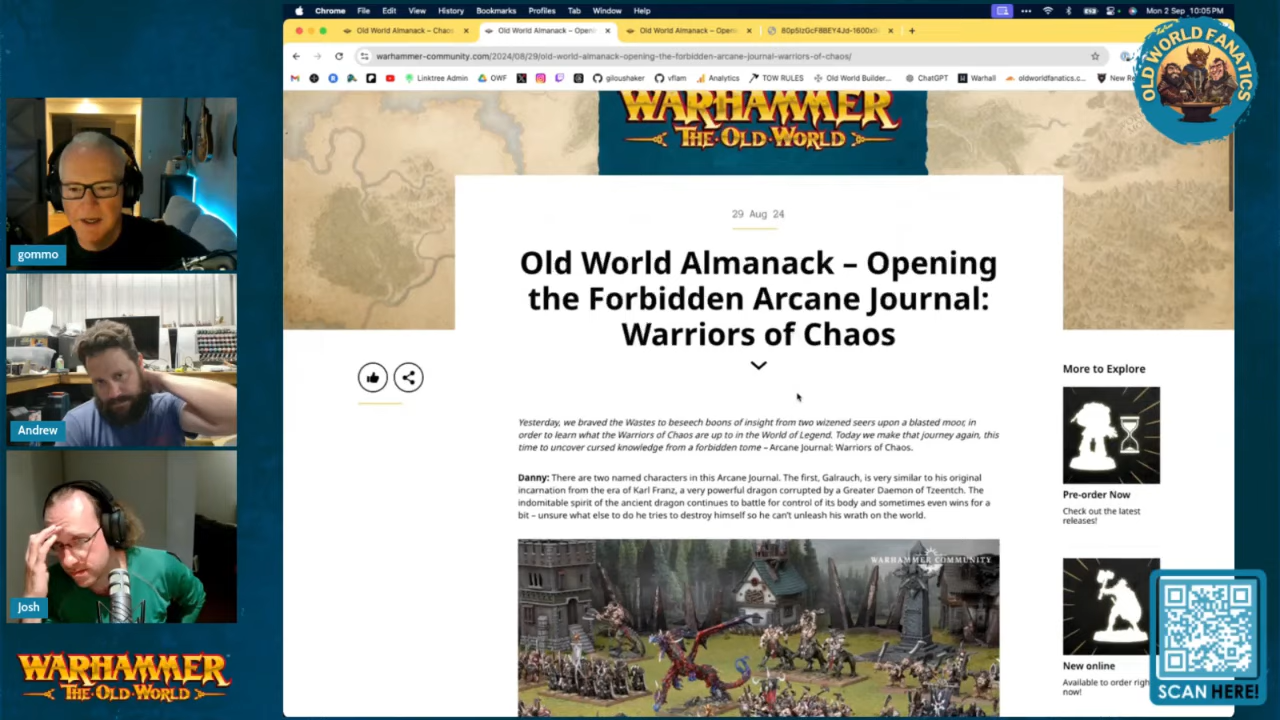 Chrome File Edit View History Bookmarks Profiles Tab Window Help
Mon 2 Sep 10:05PM
Old World Almanack – Chaos
Old World Almanack – Openi
Old World Almanack – Openi
warhammer-community.com/2024/08/29/old-world-almanack-opening-the-forbidden-arcane-journal-warriors-of-chaos/
Linktree Admin OWF giloushaker vflam Analytics TOW RULES Old World Builder... ChatGPT Warhall oldworldfanatics.c... New Re
OLD WORLD FANATICS
WARHAMMER
THE·OLD·WORLD
29 Aug 24
Old World Almanack – Opening
the Forbidden Arcane Journal:
Warriors of Chaos
Yesterday, we braved the Wastes to beseech boons of insight from two wizened seers upon a blasted moor, in
order to learn what the Warriors of Chaos are up to in the World of Legend. Today we make that journey again, this
time to uncover cursed knowledge from a forbidden tome – Arcane Journal: Warriors of Chaos.
Danny: There are two named characters in this Arcane Journal. The first, Galrauch, is very similar to his original
incarnation from the era of Karl Franz, a very powerful dragon corrupted by a Greater Daemon of Tzeentch. The
indomitable spirit of the ancient dragon continues to battle for control of its body and sometimes even wins for a
bit – unsure what else to do he tries to destroy himself so he can't unleash his wrath on the world.
WARHAMMER COMMUNITY
More to Explore
Pre-order Now
Check out the latest
releases!
New online
Available to order righ
now!
SCAN HERE!
gommo
Andrew
Josh
WARHAMMER
THE·OLD·WORLD